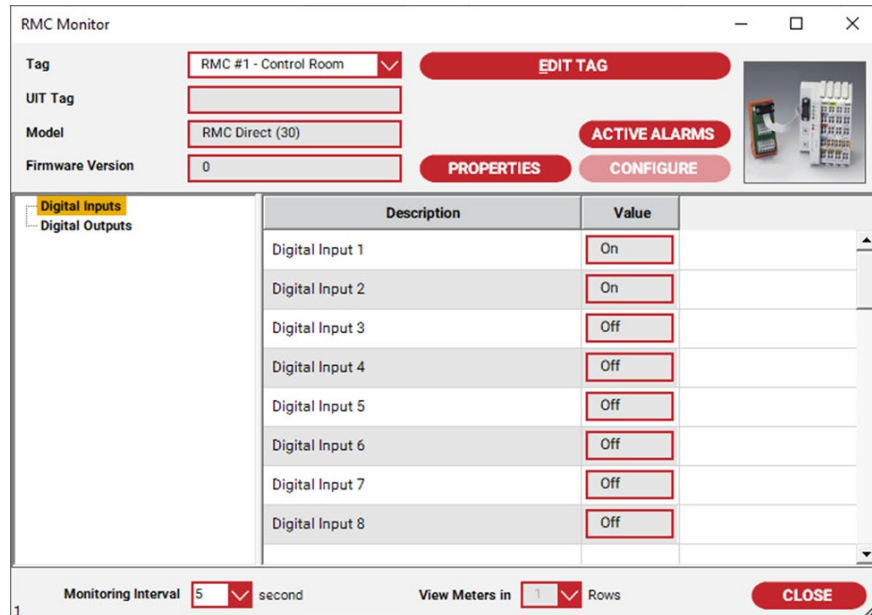 RMC Monitor
Tag RMC #1 - Control Room EDIT TAG
UIT Tag
Model RMC Direct (30) ACTIVE ALARMS
Firmware Version 0 PROPERTIES CONFIGURE
Digital Inputs
Digital Outputs
Description Value
Digital Input 1 On
Digital Input 2 On
Digital Input 3 Off
Digital Input 4 Off
Digital Input 5 Off
Digital Input 6 Off
Digital Input 7 Off
Digital Input 8 Off
Monitoring Interval 5 second View Meters in 1 Rows CLOSE
1